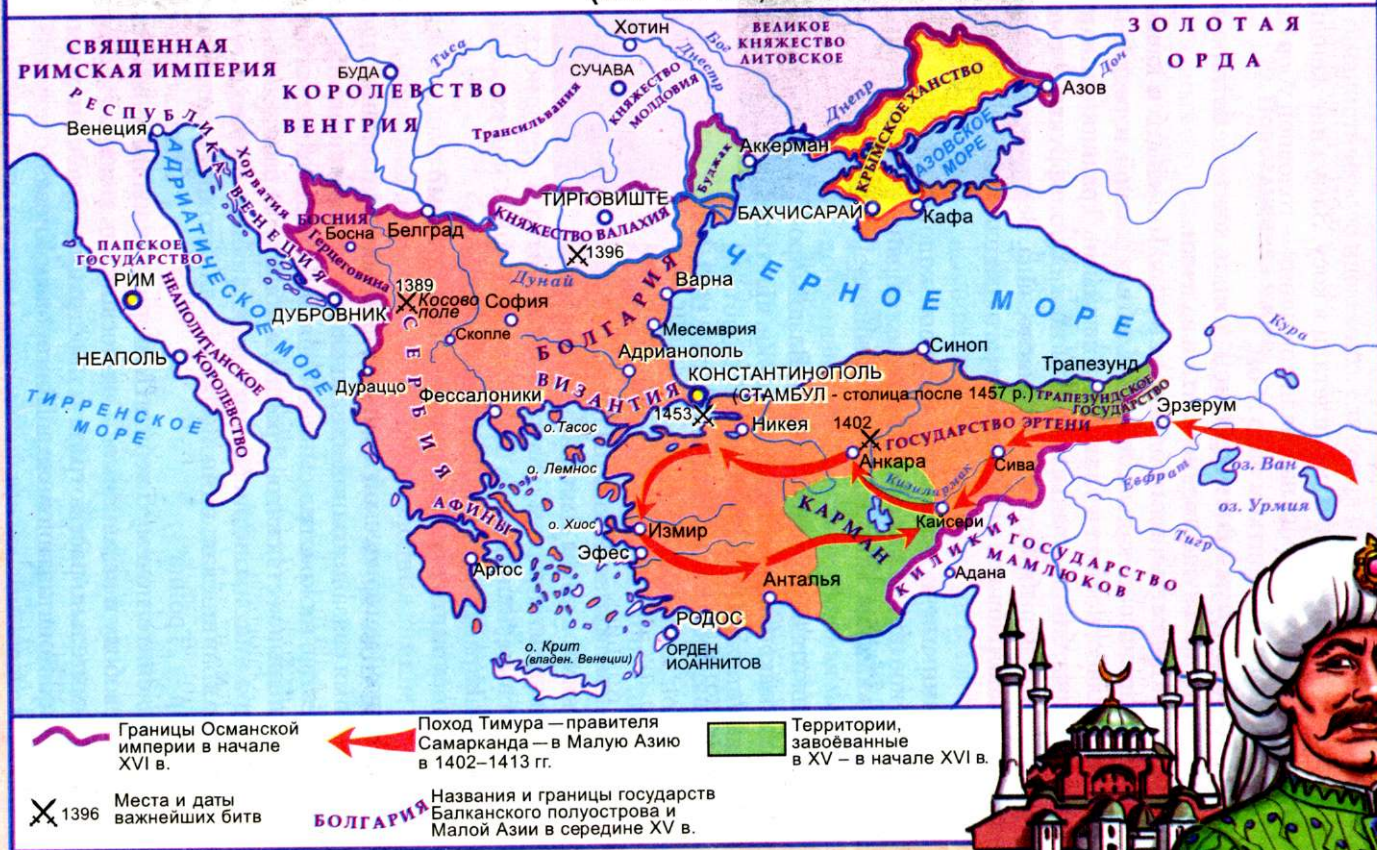 СВЯЩЕННАЯ
РИМСКАЯ ИМПЕРИЯ
БУДА
КОРОЛЕВСТВО
ВЕНГРИЯ
Тиса
Хотин
СУЧАВА
КНЯЖЕСТВО
МОЛДОВИЯ
Трансильвания
Днестр
Бог
ВЕЛИКОЕ
КНЯЖЕСТВО
ЛИТОВСКОЕ
Днепр
ЗОЛОТАЯ
ОРДА
Дон
Азов
КРЫМСКОЕ ХАНСТВО
АЗОВСКОЕ
МОРЕ
РЕСПУБЛИКА ВЕНЕЦИЯ
Венеция
АДРИАТИЧЕСКОЕ МОРЕ
Хорватия
БОСНИЯ
Босна
Герцеговина
Белград
ТИРГОВИШТЕ
КНЯЖЕСТВО ВАЛАХИЯ
1396
Дунай
Буджак
Аккерман
БАХЧИСАРАЙ
Кафа
ПАПСКОЕ
ГОСУДАРСТВО
РИМ
НЕАПОЛИТАНСКОЕ
КОРОЛЕВСТВО
НЕАПОЛЬ
ТИРРЕНСКОЕ
МОРЕ
ДУБРОВНИК
1389
Косово
поле
София
Скопле
СЕРБИЯ
БОЛГАРИЯ
Варна
Месемврия
Адрианополь
ВИЗАНТИЯ
Дураццо
Фессалоники
ЧЕРНОЕ МОРЕ
КОНСТАНТИНОПОЛЬ
(СТАМБУЛ - столица после 1457 р.)
1453
Никея
Синоп
Трапезунд
ТРАПЕЗУНДСКОЕ
ГОСУДАРСТВО
Кура
Эрзерум
1402
ГОСУДАРСТВО ЭРТЕНИ
Анкара
Сива
Кизилирмак
Кайсери
КАРМАН
Евфрат
оз. Ван
оз. Урмия
Тигр
о.Тасос
о. Лемнос
о. Хиос
АФИНЫ
Аргос
Измир
Эфес
Анталья
КИЛИКИЯ
ГОСУДАРСТВО
МАМЛЮКОВ
Адана
РОДОС
ОРДЕН
ИОАННИТОВ
о. Крит
(владен. Венеции)
Границы Османской
империи в начале
XVI в.
Поход Тимура — правителя
Самарканда — в Малую Азию
в 1402–1413 гг.
Территории,
завоёванные
в XV – в начале XVI в.
1396
Места и даты
важнейших битв
БОЛГАРИЯ
Названия и границы государств
Балканского полуострова и
Малой Азии в середине XV в.